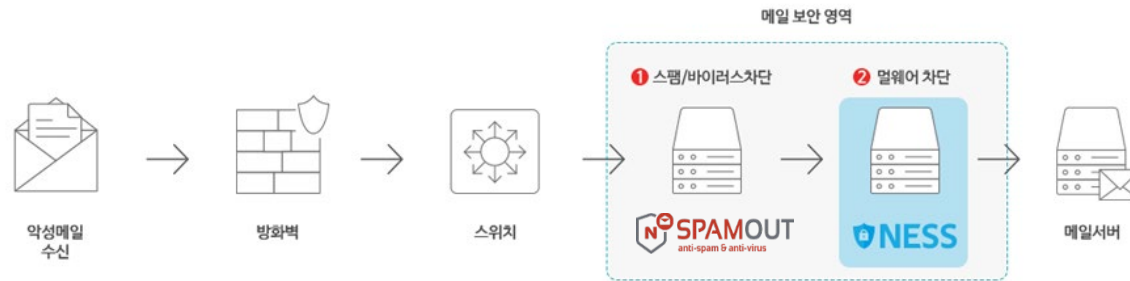 메일 보안 영역
1 스팸/바이러스차단
2 멀웨어 차단
N SPAMOUT
anti-spam & anti-virus
NESS
악성메일
수신
방화벽
스위치
메일서버